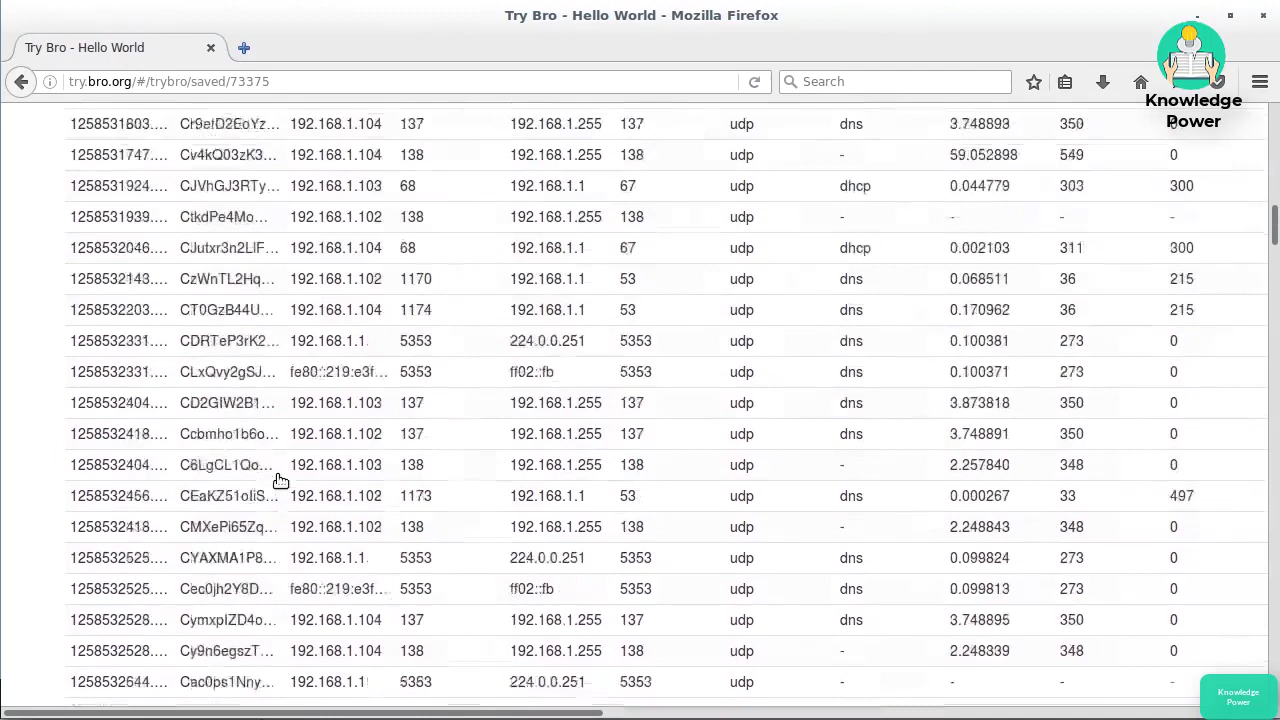 Try Bro - Hello World - Mozilla Firefox
Try Bro - Hello World
try.bro.org/#/trybro/saved/73375
Search
Knowledge
Power
1258531603.... 192.168.1.104 137 192.168.1.255 137 udp dns 3.748893 350 0
1258531747.... Cv4kQ03zK3... 192.168.1.104 138 192.168.1.255 138 udp - 59.052898 549 0
1258531924.... CJVhGJ3RTy... 192.168.1.103 68 192.168.1.1 67 udp dhcp 0.044779 303 300
1258531939.... CtkdPe4Mo... 192.168.1.102 138 192.168.1.255 138 udp - - - -
1258532046.... CJutxr3n2LIF... 192.168.1.104 68 192.168.1.1 67 udp dhcp 0.002103 311 300
1258532143.... CzWnTL2Hq... 192.168.1.102 1170 192.168.1.1 53 udp dns 0.068511 36 215
1258532203.... CT0GzB44U... 192.168.1.104 1174 192.168.1.1 53 udp dns 0.170962 36 215
1258532331.... CDRTeP3rK2... 192.168.1.1 5353 224.0.0.251 5353 udp dns 0.100381 273 0
1258532331.... CLxQvy2gSJ... fe80::219:e3f... 5353 ff02::fb 5353 udp dns 0.100371 273 0
1258532404.... CD2GIW2B1... 192.168.1.103 137 192.168.1.255 137 udp dns 3.873818 350 0
1258532418.... Ccbmho1b6o... 192.168.1.102 137 192.168.1.255 137 udp dns 3.748891 350 0
1258532404.... C6LgCL1Qo... 192.168.1.103 138 192.168.1.255 138 udp - 2.257840 348 0
1258532456.... CEaKZ51oIiS... 192.168.1.102 1173 192.168.1.1 53 udp dns 0.000267 33 497
1258532418.... CMXePi65Zq... 192.168.1.102 138 192.168.1.255 138 udp - 2.248843 348 0
1258532525.... CYAXMA1P8... 192.168.1.1 5353 224.0.0.251 5353 udp dns 0.099824 273 0
1258532525.... Cec0jh2Y8D... fe80::219:e3f... 5353 ff02::fb 5353 udp dns 0.099813 273 0
1258532528.... CymxpIZD4o... 192.168.1.104 137 192.168.1.255 137 udp dns 3.748895 350 0
1258532528.... Cy9n6egszT... 192.168.1.104 138 192.168.1.255 138 udp - 2.248339 348 0
1258532644.... Cac0ps1Nny... 192.168.1.1 5353 224.0.0.251 5353 udp - - - -
Knowledge
Power